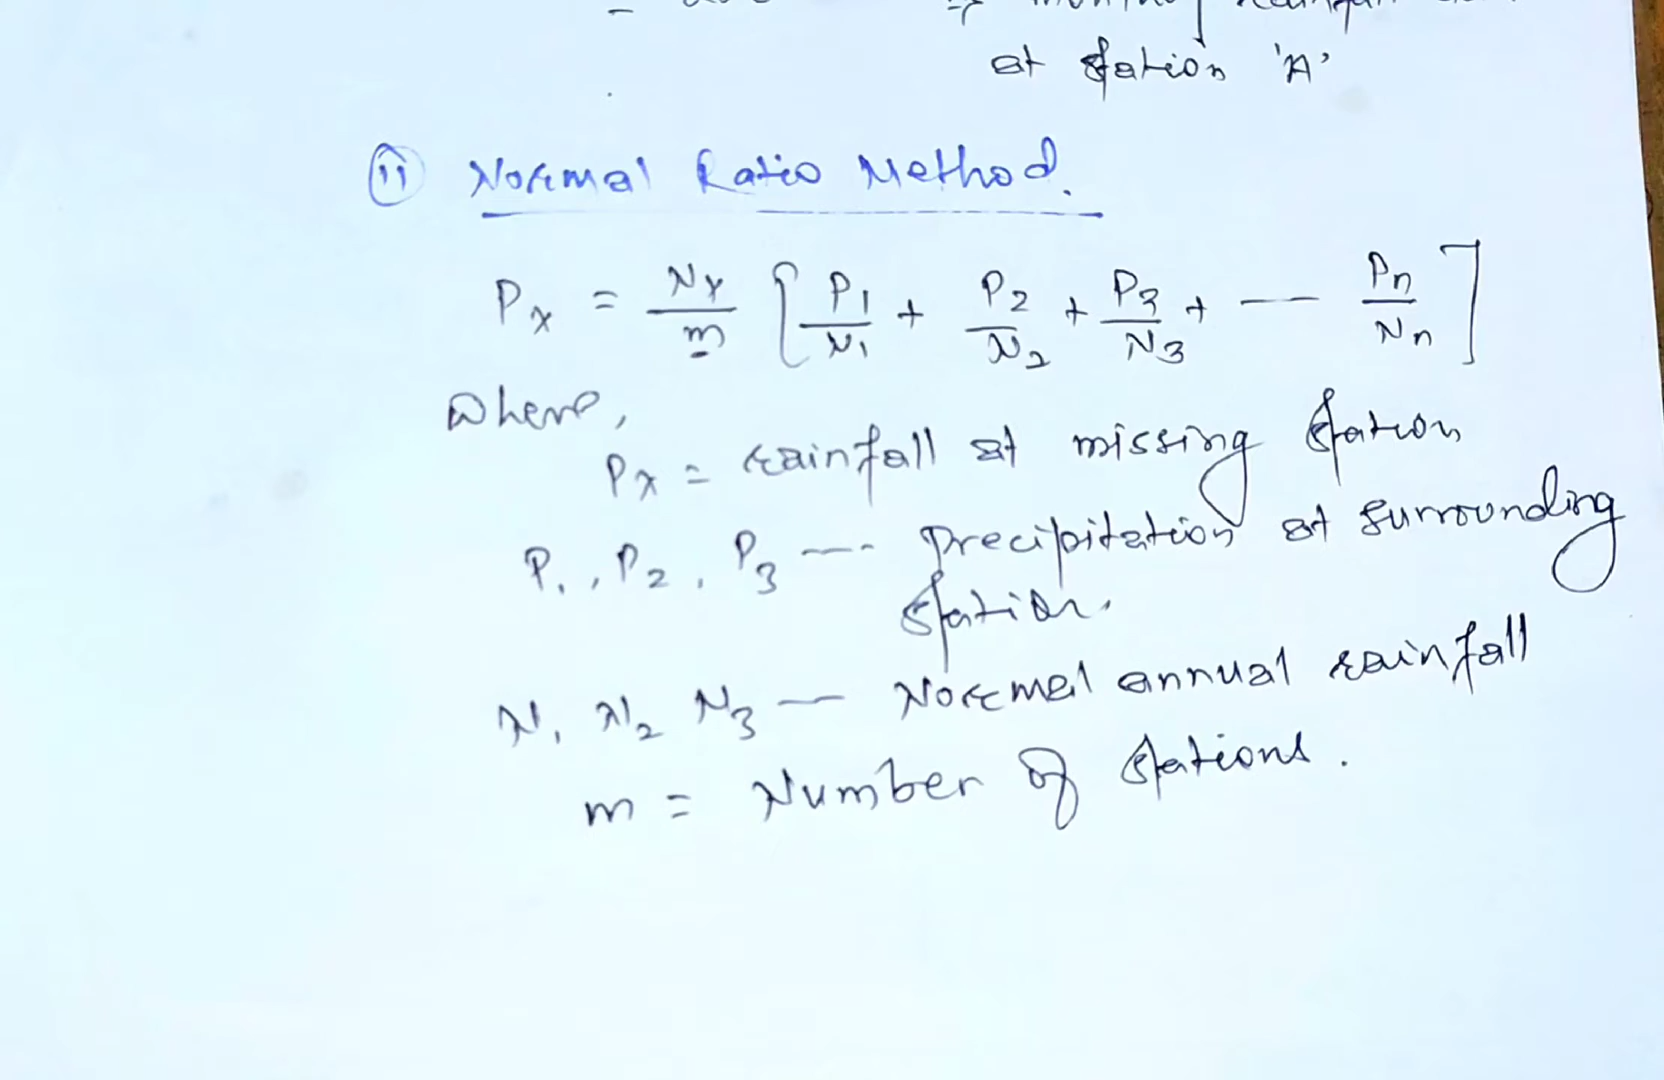 at station 'A'
(ii) Normal Ratio Method.
Px = Nx/m [ P1/N1 + P2/N2 + P3/N3 + — Pn/Nn ]
where,
Px = rainfall at missing station
P1, P2, P3 ---- precipitation at surrounding
station.
N1 N2 N3 — Normal annual rainfall
m = Number of stations.